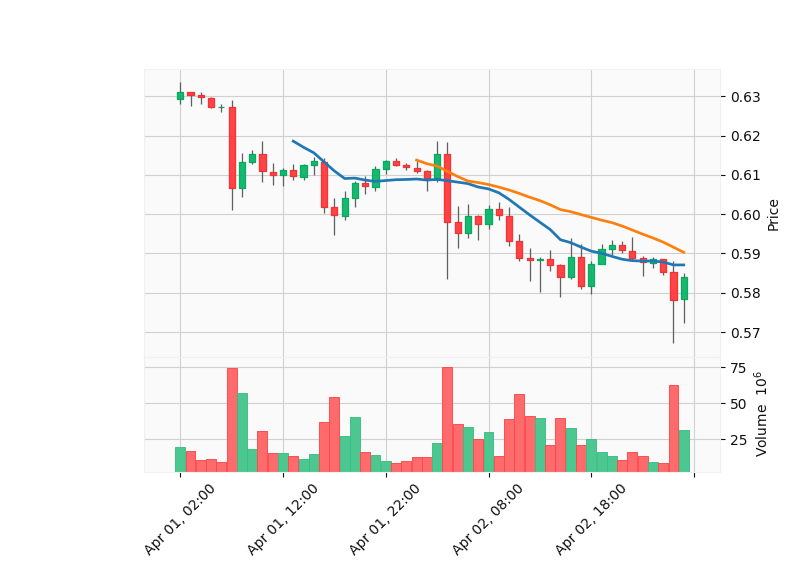 0.63
0.62
0.61
0.60
0.59
0.58
0.57
Price
75
50
25
Volume 10⁶
Apr 01, 02:00
Apr 01, 12:00
Apr 01, 22:00
Apr 02, 08:00
Apr 02, 18:00